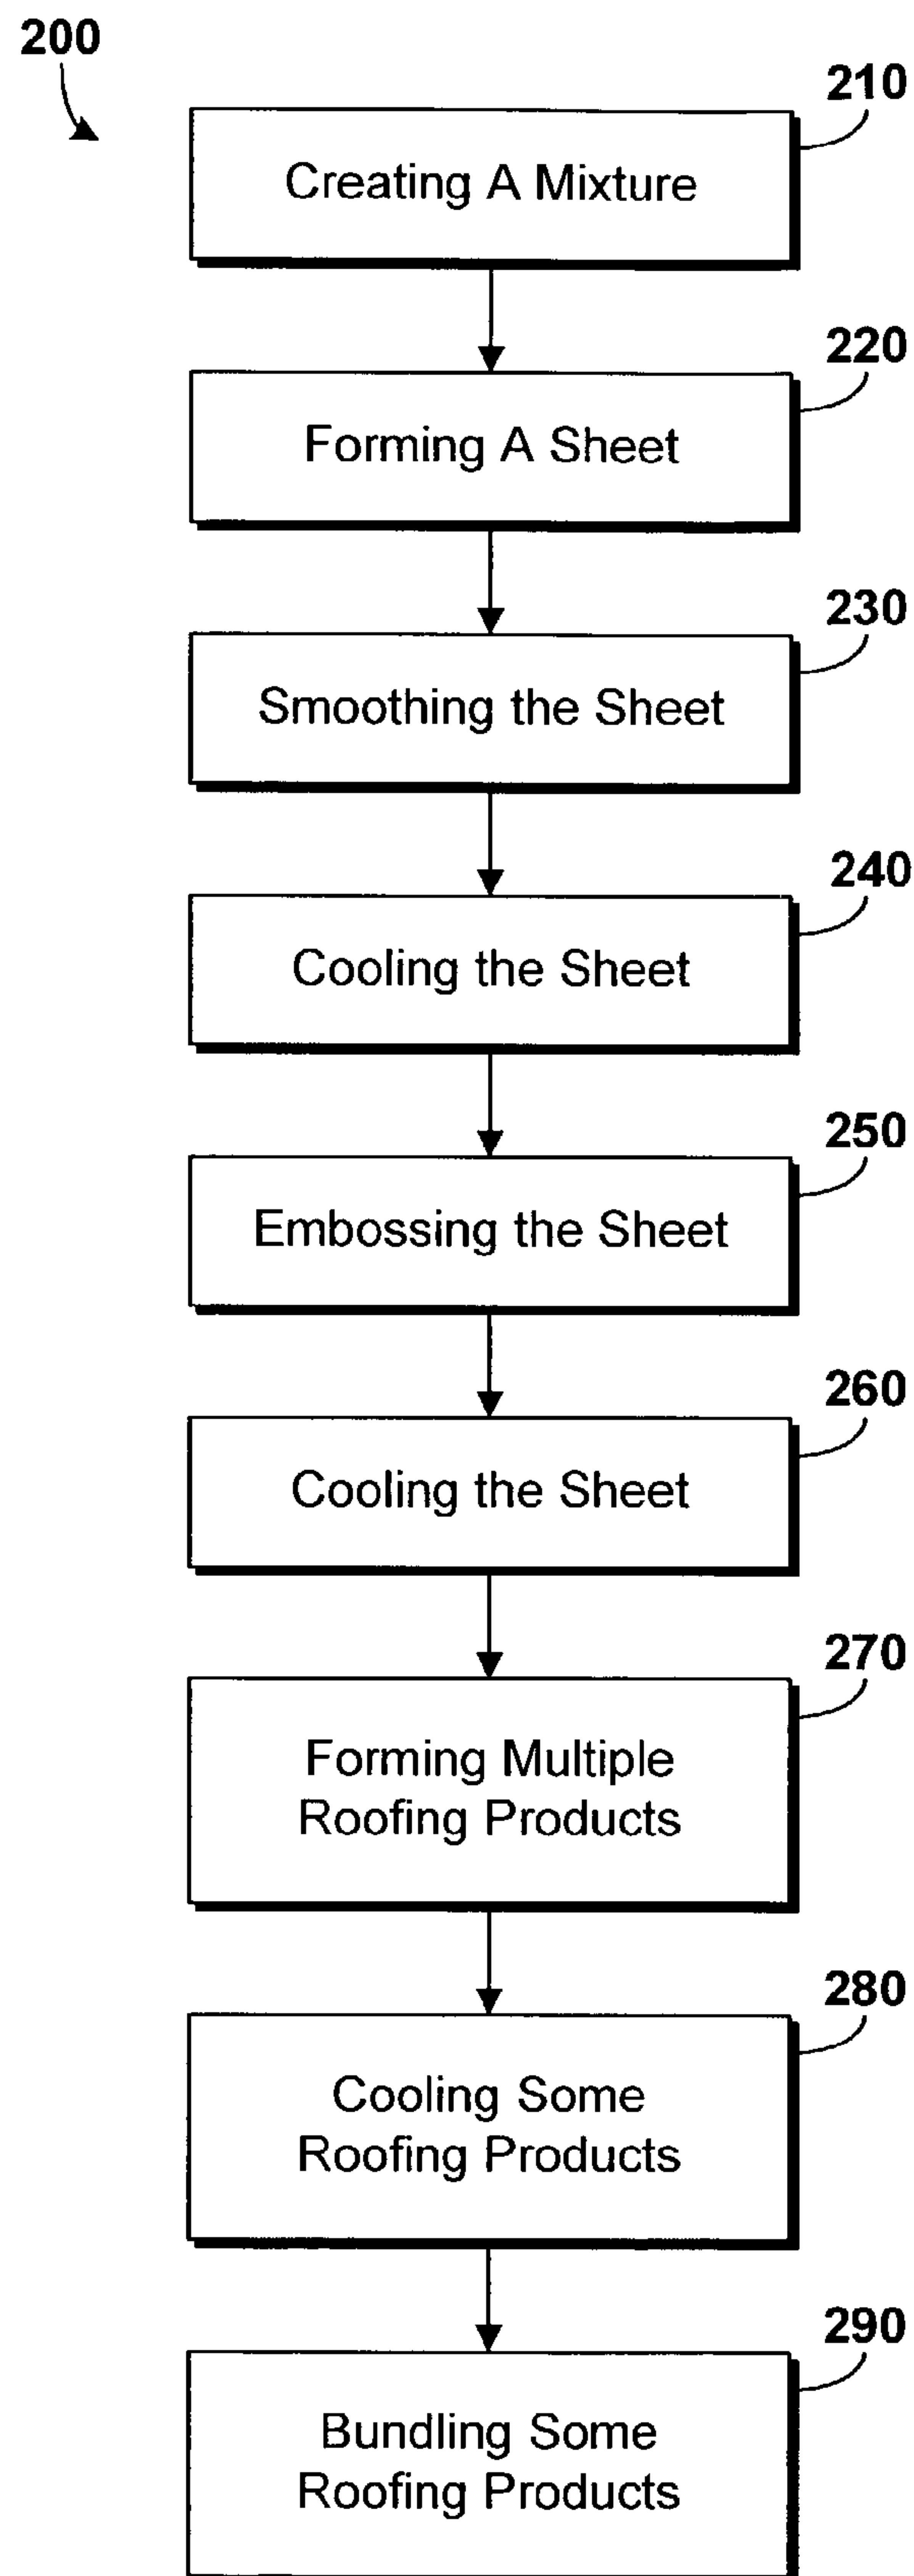 200
210
Creating A Mixture
220
Forming A Sheet
230
Smoothing the Sheet
240
Cooling the Sheet
250
Embossing the Sheet
260
Cooling the Sheet
270
Forming Multiple
Roofing Products
280
Cooling Some
Roofing Products
290
Bundling Some
Roofing Products